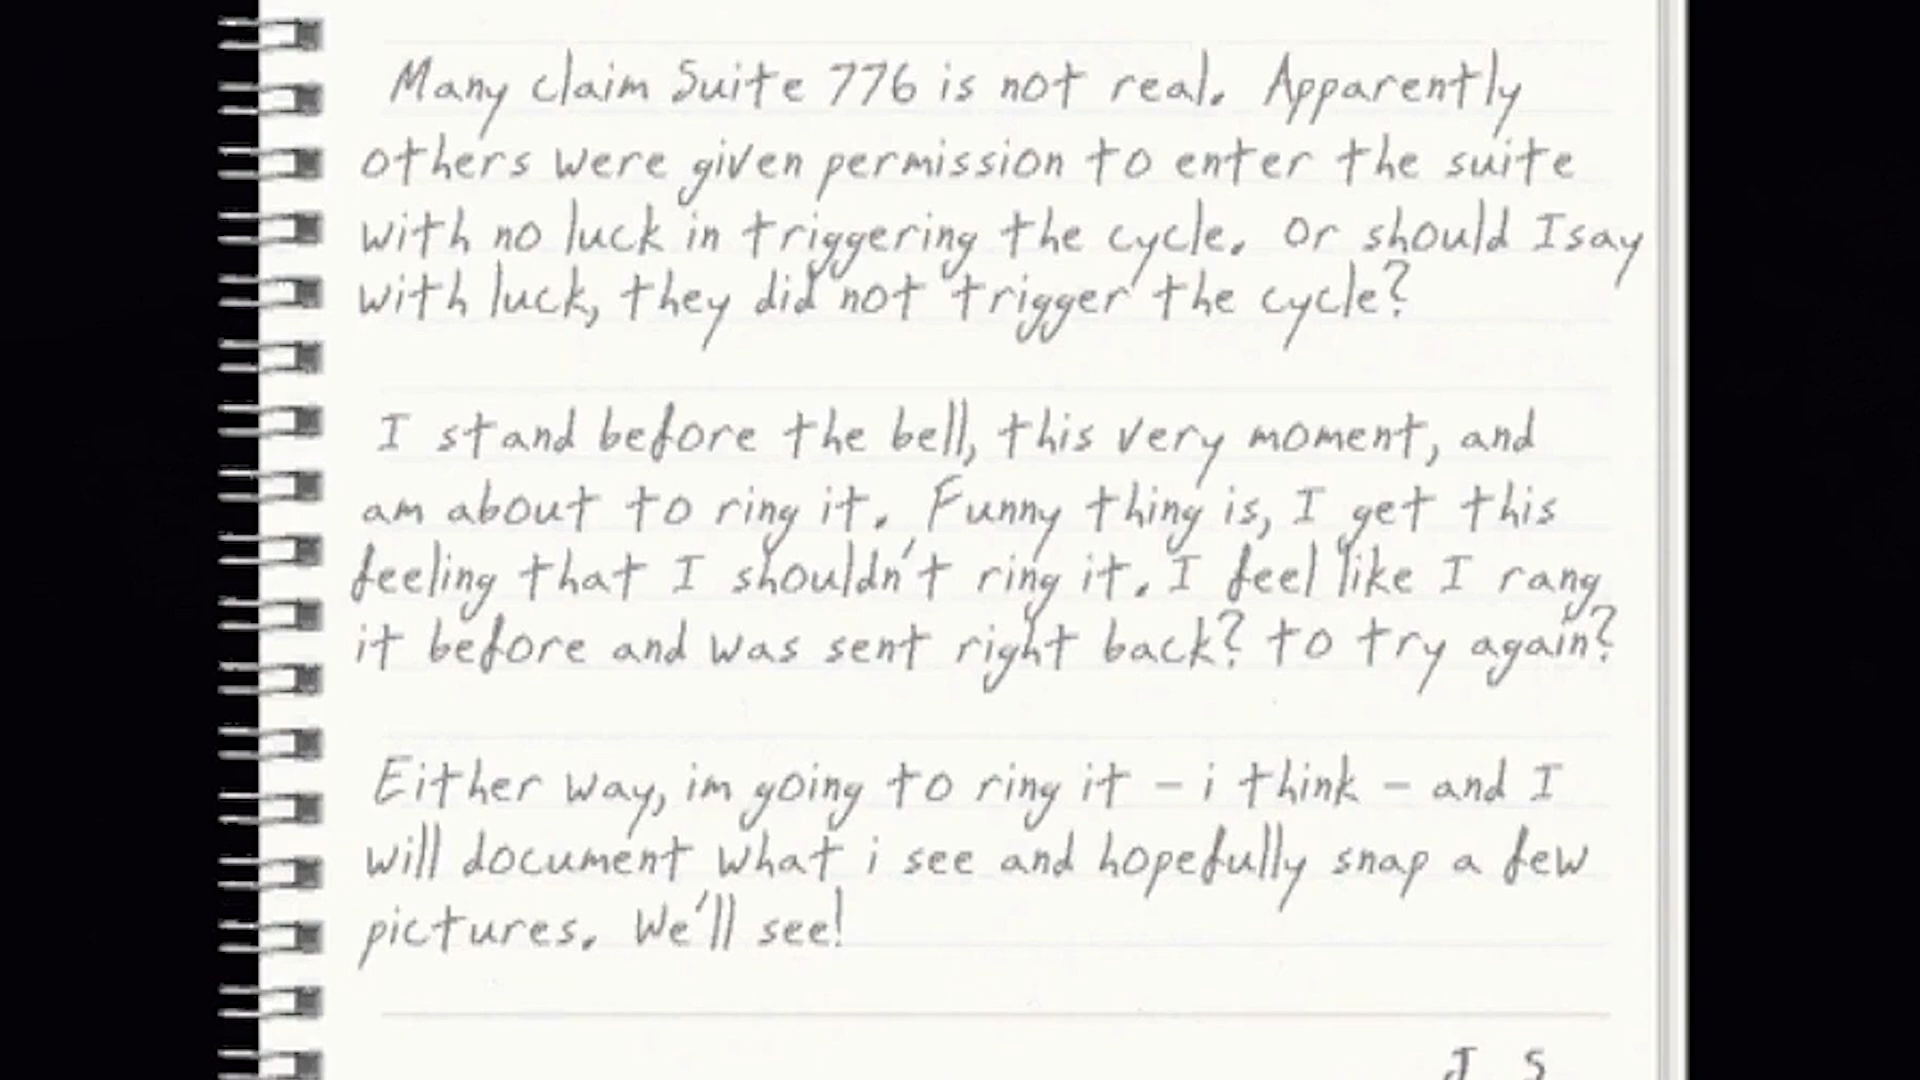 Many claim Suite 776 is not real. Apparently
others were given permission to enter the suite
with no luck in triggering the cycle. Or should I say
with luck, they did not trigger the cycle?
I stand before the bell, this very moment, and
am about to ring it. Funny thing is, I get this
feeling that I shouldn't ring it. I feel like I rang
it before and was sent right back? to try again?
Either way, im going to ring it - i think - and I
will document what i see and hopefully snap a few
pictures. We'll see!
J S